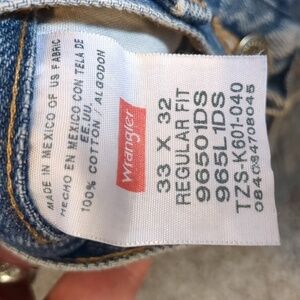 MADE IN MEXICO OF US FABRIC
HECHO EN MEXICO CON TELA DE
EE.UU.
100% COTTON / ALGODON
Wrangler
33 X 32
REGULAR FIT
96501DS
965L1DS
TZS-K601-040
084084708045